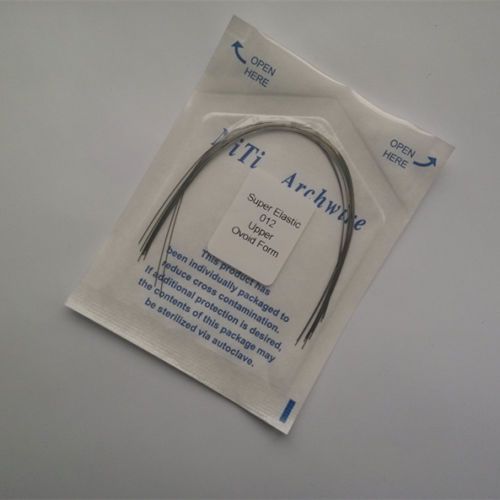 OPEN
HERE
OPEN
HERE
NiTi Archwire
Super Elastic
012
Upper
Ovoid Form
This product has
been individually packaged to
reduce cross contamination.
If additional protection is desired,
the contents of this package may
be sterilized via autoclave.